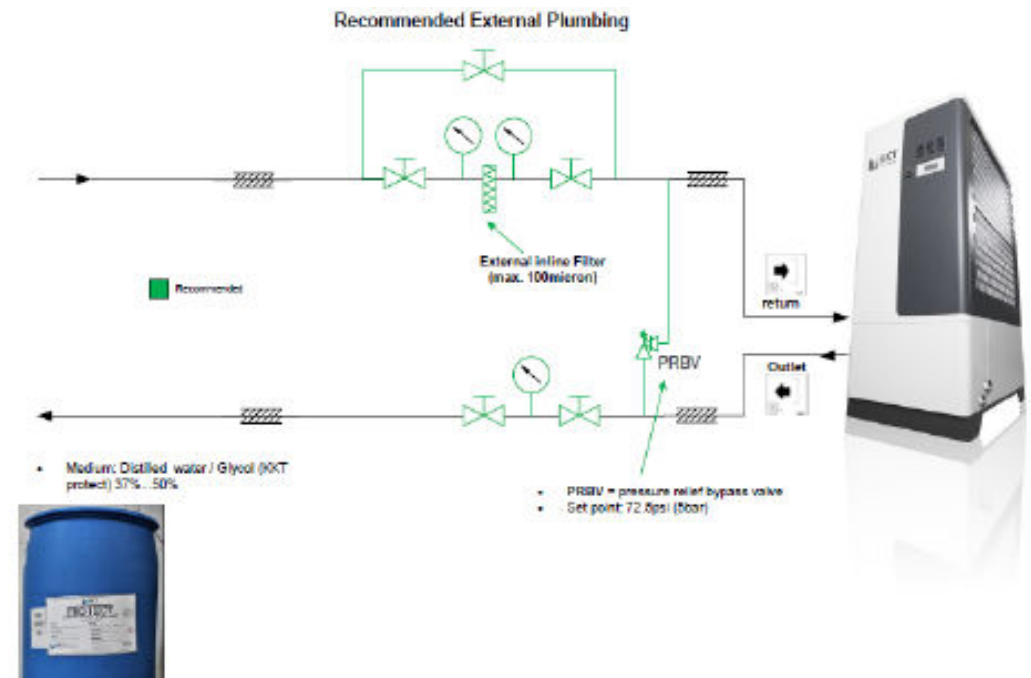 Recommended External Plumbing
External inline Filter
(max. 100micron)
Recommended
return
PRBV
Outlet
• Medium: Distilled water / Glycol (KKT
protect) 37%...50%
• PRBV = pressure relief bypass valve
• Set point: 72.5psi (5bar)
PROTECT